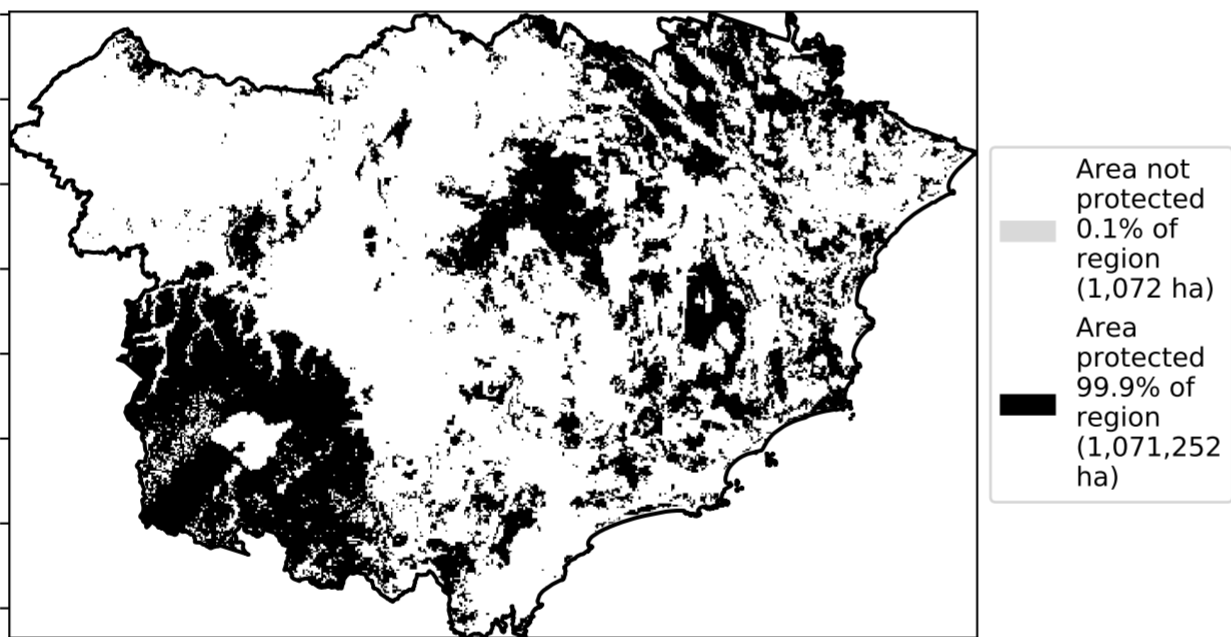 Area not
protected
0.1% of
region
(1,072 ha)
Area
protected
99.9% of
region
(1,071,252
ha)